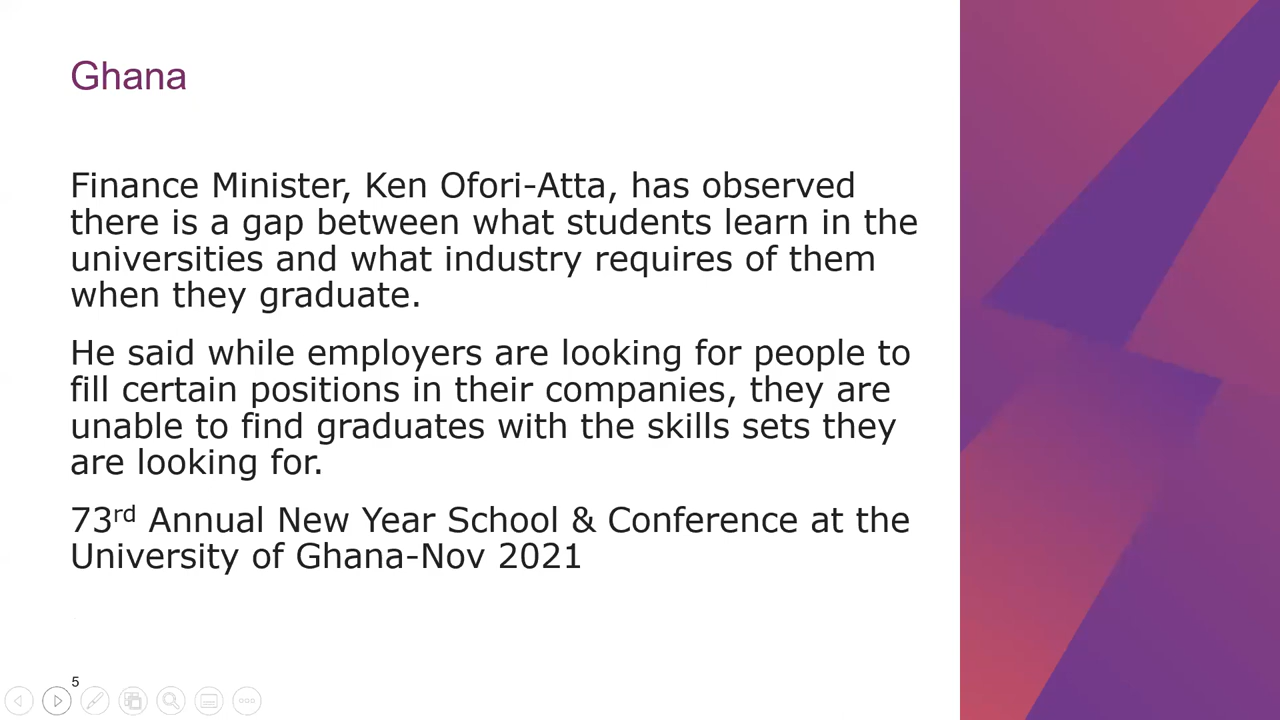 Ghana
Finance Minister, Ken Ofori-Atta, has observed
there is a gap between what students learn in the
universities and what industry requires of them
when they graduate.
He said while employers are looking for people to
fill certain positions in their companies, they are
unable to find graduates with the skills sets they
are looking for.
73rd Annual New Year School & Conference at the
University of Ghana-Nov 2021
5